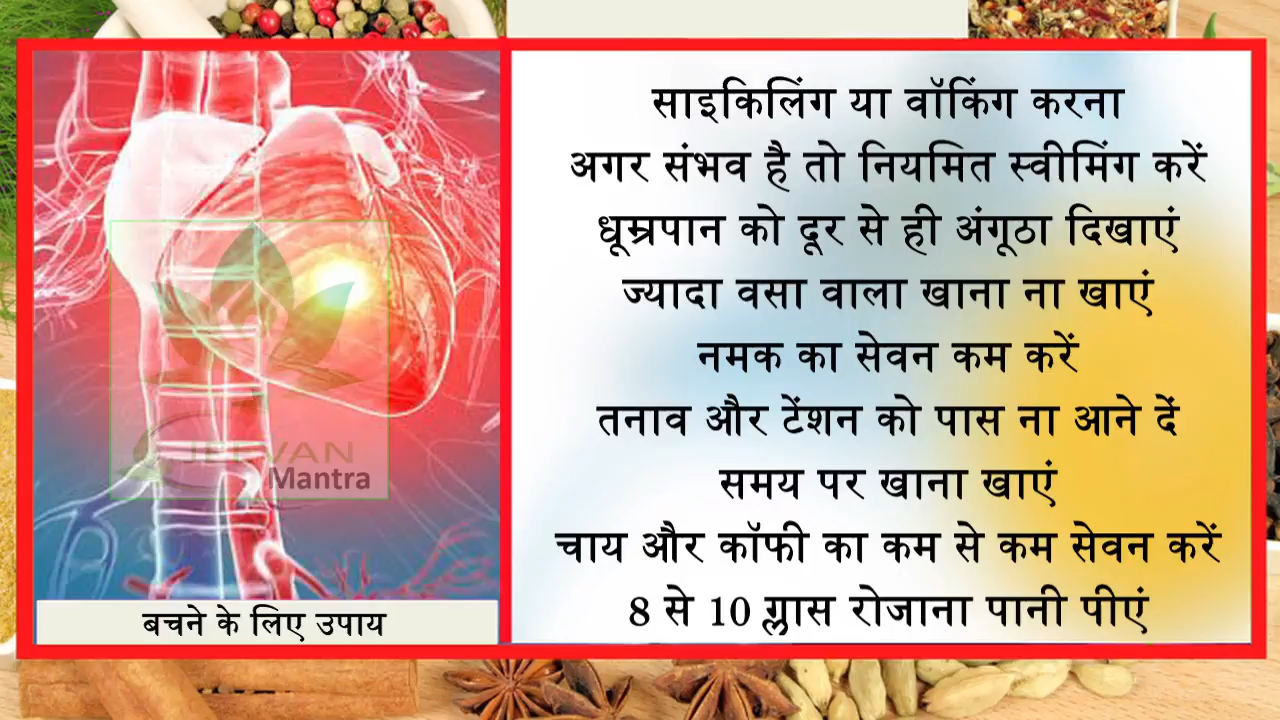 साइकिलिंग या वॉकिंग करना
अगर संभव है तो नियमित स्वीमिंग करें
धूम्रपान को दूर से ही अंगूठा दिखाएं
ज्यादा वसा वाला खाना ना खाएं
नमक का सेवन कम करें
तनाव और टेंशन को पास ना आने दें
समय पर खाना खाएं
चाय और कॉफी का कम से कम सेवन करें
8 से 10 ग्लास रोजाना पानी पीएं
JEEVAN
Mantra
बचने के लिए उपाय